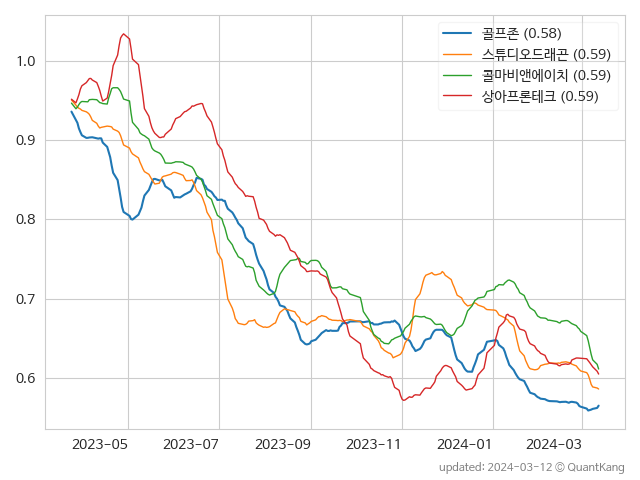 골프존 (0.58)
스튜디오드래곤 (0.59)
콜마비앤에이치 (0.59)
상아프론테크 (0.59)
1.0
0.9
0.8
0.7
0.6
2023-05 2023-07 2023-09 2023-11 2024-01 2024-03
updated: 2024-03-12 © QuantKang